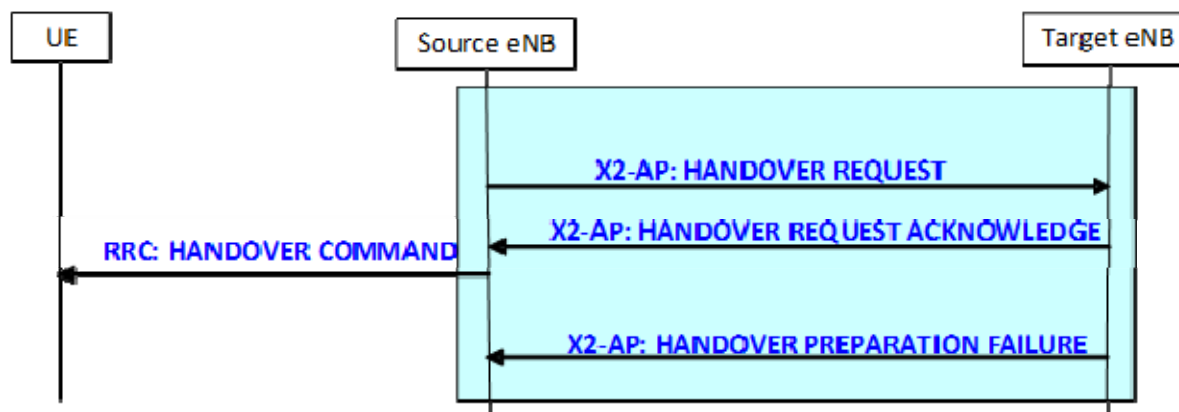 UE
Source eNB
Target eNB
X2-AP: HANDOVER REQUEST
X2-AP: HANDOVER REQUEST ACKNOWLEDGE
RRC: HANDOVER COMMAND
X2-AP: HANDOVER PREPARATION FAILURE